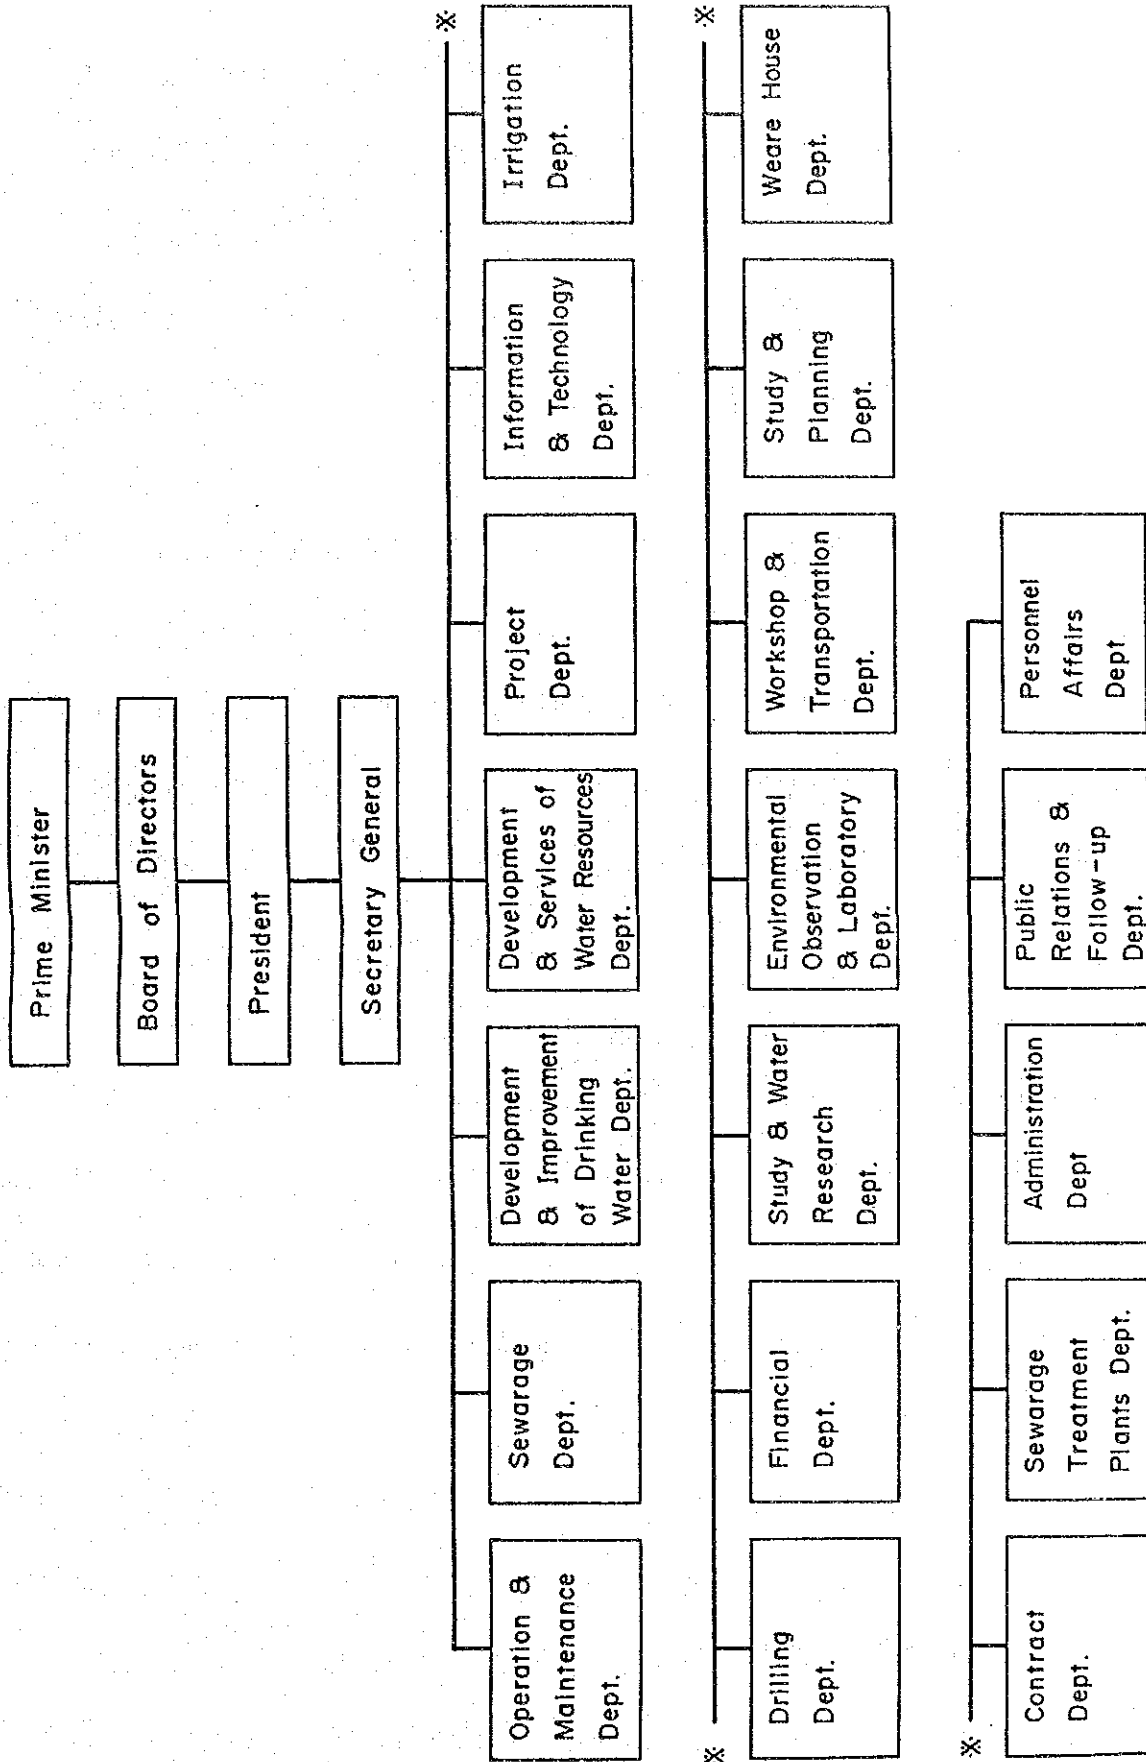 Prime Minister
Board of Directors
President
Secretary General
※
Operation &
Maintenance
Dept.
Sewarage
Dept.
Development
& Improvement
of Drinking
Water Dept.
Development
& Services of
Water Resources
Dept.
Project
Dept.
Information
& Technology
Dept.
Irrigation
Dept.
※
※
Drilling
Dept.
Financial
Dept.
Study & Water
Research
Dept.
Environmental
Observation
& Laboratory
Dept.
Workshop &
Transportation
Dept.
Study &
Planning
Dept.
Weare House
Dept.
※
Contract
Dept.
Sewarage
Treatment
Plants Dept.
Administration
Dept
Public
Relations &
Follow-up
Dept.
Personnel
Affairs
Dept